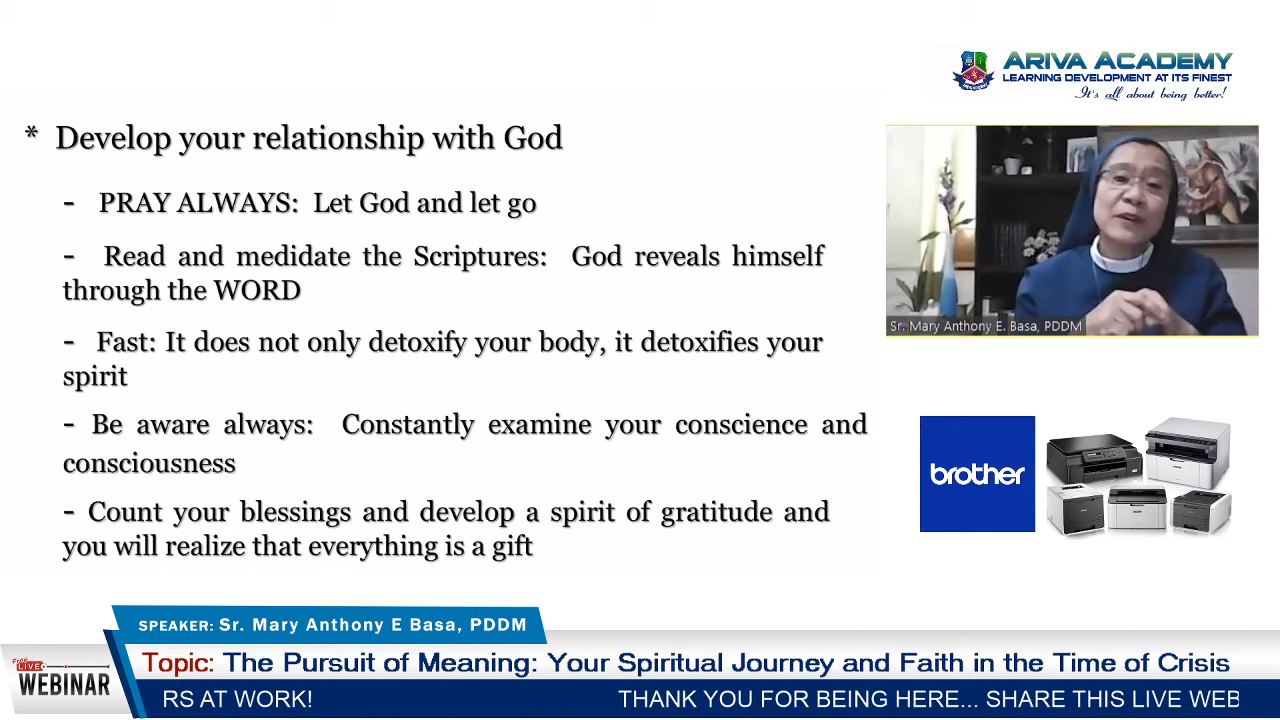 ARIVA ACADEMY
LEARNING DEVELOPMENT AT ITS FINEST
It's all about being better!
* Develop your relationship with God
- PRAY ALWAYS: Let God and let go
- Read and medidate the Scriptures: God reveals himself
through the WORD
- Fast: It does not only detoxify your body, it detoxifies your
spirit
- Be aware always: Constantly examine your conscience and
consciousness
- Count your blessings and develop a spirit of gratitude and
you will realize that everything is a gift
Sr. Mary Anthony E. Basa, PDDM
brother
SPEAKER: Sr. Mary Anthony E Basa, PDDM
Topic: The Pursuit of Meaning: Your Spiritual Journey and Faith in the Time of Crisis
FREE LIVE
WEBINAR
RS AT WORK! THANK YOU FOR BEING HERE... SHARE THIS LIVE WEB